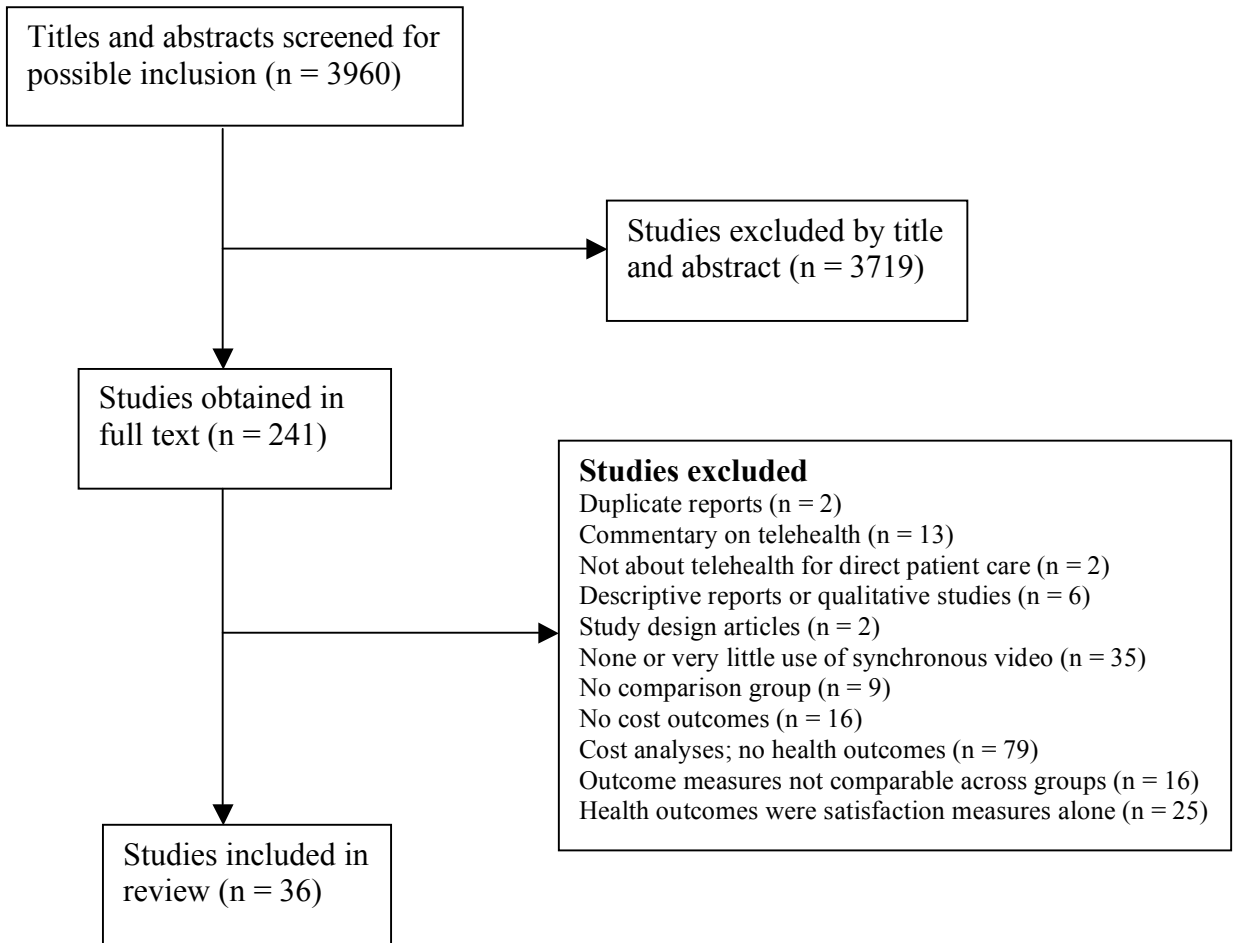 Titles and abstracts screened for
possible inclusion (n = 3960)
Studies excluded by title
and abstract (n = 3719)
Studies obtained in
full text (n = 241)
Studies excluded
Duplicate reports (n = 2)
Commentary on telehealth (n = 13)
Not about telehealth for direct patient care (n = 2)
Descriptive reports or qualitative studies (n = 6)
Study design articles (n = 2)
None or very little use of synchronous video (n = 35)
No comparison group (n = 9)
No cost outcomes (n = 16)
Cost analyses; no health outcomes (n = 79)
Outcome measures not comparable across groups (n = 16)
Health outcomes were satisfaction measures alone (n = 25)
Studies included in
review (n = 36)